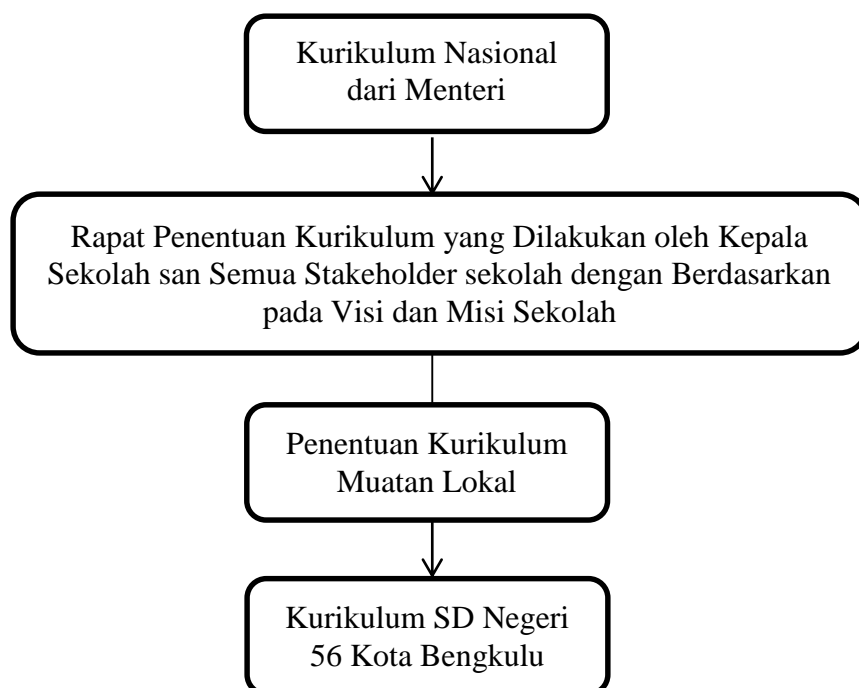 Kurikulum Nasional
dari Menteri
Rapat Penentuan Kurikulum yang Dilakukan oleh Kepala
Sekolah san Semua Stakeholder sekolah dengan Berdasarkan
pada Visi dan Misi Sekolah
Penentuan Kurikulum
Muatan Lokal
Kurikulum SD Negeri
56 Kota Bengkulu